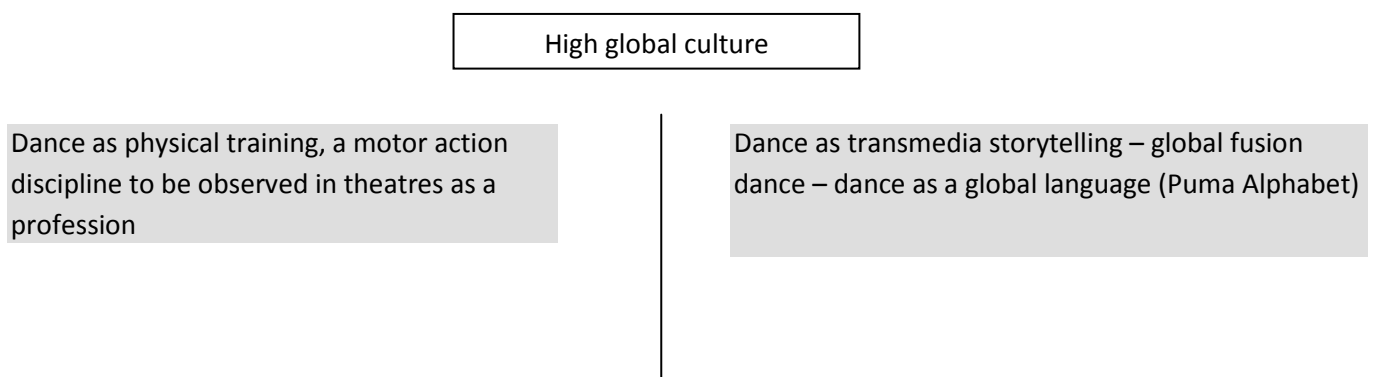 High global culture
Dance as physical training, a motor action
discipline to be observed in theatres as a
profession
Dance as transmedia storytelling – global fusion
dance – dance as a global language (Puma Alphabet)